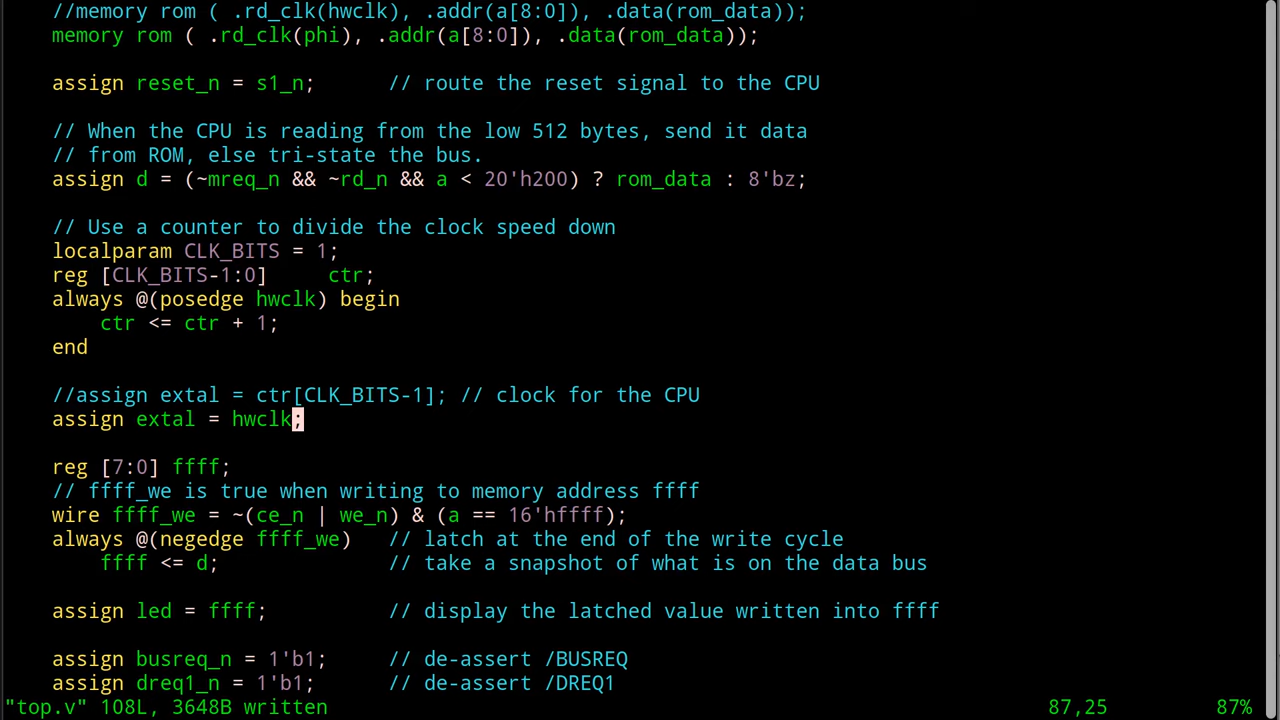 //memory rom ( .rd_clk(hwclk), .addr(a[8:0]), .data(rom_data));
memory rom ( .rd_clk(phi), .addr(a[8:0]), .data(rom_data));
assign reset_n = s1_n; // route the reset signal to the CPU
// When the CPU is reading from the low 512 bytes, send it data
// from ROM, else tri-state the bus.
assign d = (~mreq_n && ~rd_n && a < 20'h200) ? rom_data : 8'bz;
// Use a counter to divide the clock speed down
localparam CLK_BITS = 1;
reg [CLK_BITS-1:0] ctr;
always @(posedge hwclk) begin
ctr <= ctr + 1;
end
//assign extal = ctr[CLK_BITS-1]; // clock for the CPU
assign extal = hwclk;
reg [7:0] ffff;
// ffff_we is true when writing to memory address ffff
wire ffff_we = ~(ce_n | we_n) & (a == 16'hffff);
always @(negedge ffff_we) // latch at the end of the write cycle
ffff <= d; // take a snapshot of what is on the data bus
assign led = ffff; // display the latched value written into ffff
assign busreq_n = 1'b1; // de-assert /BUSREQ
assign dreq1_n = 1'b1; // de-assert /DREQ1
"top.v" 108L, 3648B written 87,25 87%